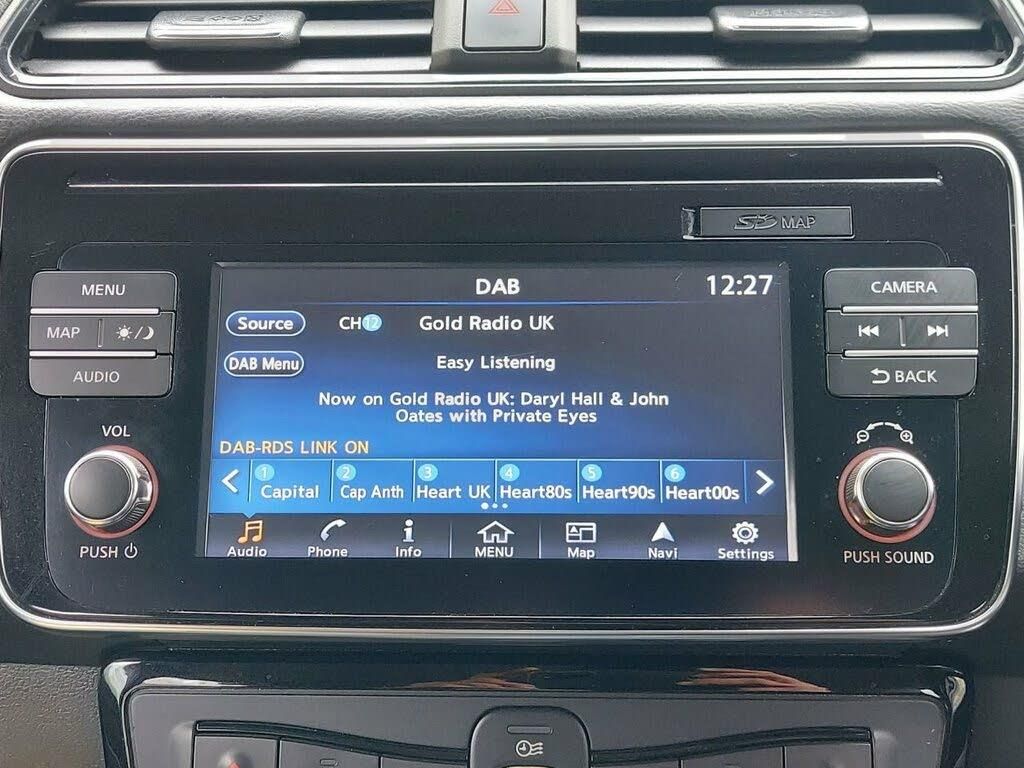 SD MAP
MENU
MAP
AUDIO
VOL
PUSH
DAB
12:27
Source
CH12
Gold Radio UK
DAB Menu
Easy Listening
Now on Gold Radio UK: Daryl Hall & John
Oates with Private Eyes
DAB-RDS LINK ON
1 Capital
2 Cap Anth
3 Heart UK
4 Heart80s
5 Heart90s
6 Heart00s
Audio
Phone
Info
MENU
Map
Navi
Settings
CAMERA
BACK
PUSH SOUND